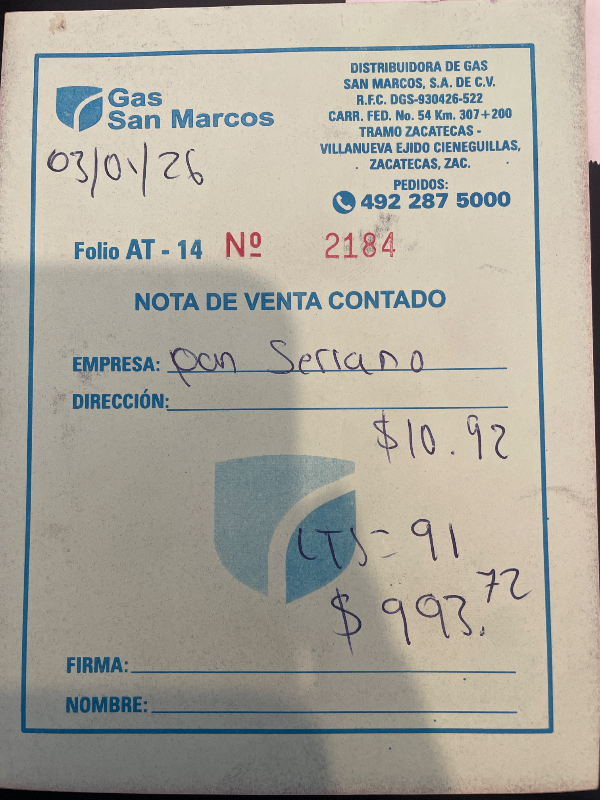 Gas
San Marcos
DISTRIBUIDORA DE GAS
SAN MARCOS, S.A. DE C.V.
R.F.C. DGS-930426-522
CARR. FED. No. 54 Km. 307+200
TRAMO ZACATECAS -
VILLANUEVA EJIDO CIENEGUILLAS,
ZACATECAS, ZAC.
PEDIDOS:
492 287 5000
03/01/26
Folio AT - 14 Nº 2184
NOTA DE VENTA CONTADO
EMPRESA: pan Serrano
DIRECCIÓN:
$10.92
LTS= 91
$993.72
FIRMA:
NOMBRE: